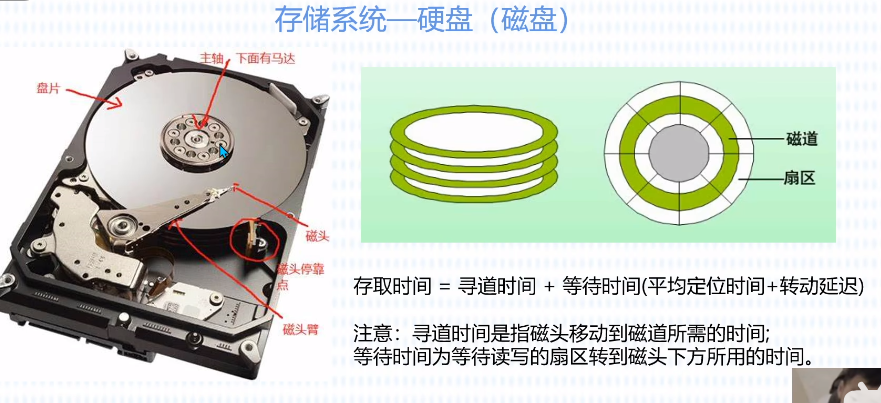 存储系统—硬盘（磁盘）
主轴，下面有马达
盘片
磁道
扇区
磁头
磁头停靠
点
磁头臂
存取时间 = 寻道时间 + 等待时间(平均定位时间+转动延迟)
注意：寻道时间是指磁头移动到磁道所需的时间;
等待时间为等待读写的扇区转到磁头下方所用的时间。